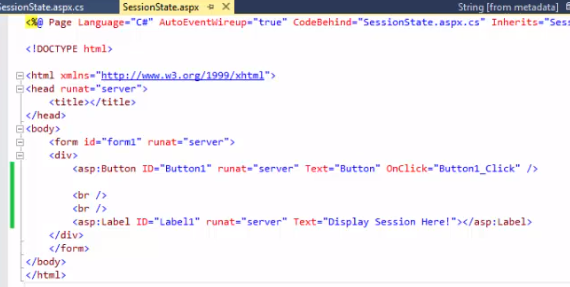 SessionState.aspx.cs SessionState.aspx String [from metadata]
<%@ Page Language="C#" AutoEventWireup="true" CodeBehind="SessionState.aspx.cs" Inherits="Ses
<!DOCTYPE html>
<html xmlns="http://www.w3.org/1999/xhtml">
<head runat="server">
<title></title>
</head>
<body>
<form id="form1" runat="server">
<div>
<asp:Button ID="Button1" runat="server" Text="Button" OnClick="Button1_Click" />
<br />
<br />
<asp:Label ID="Label1" runat="server" Text="Display Session Here!"></asp:Label>
</div>
</form>
</body>
</html>